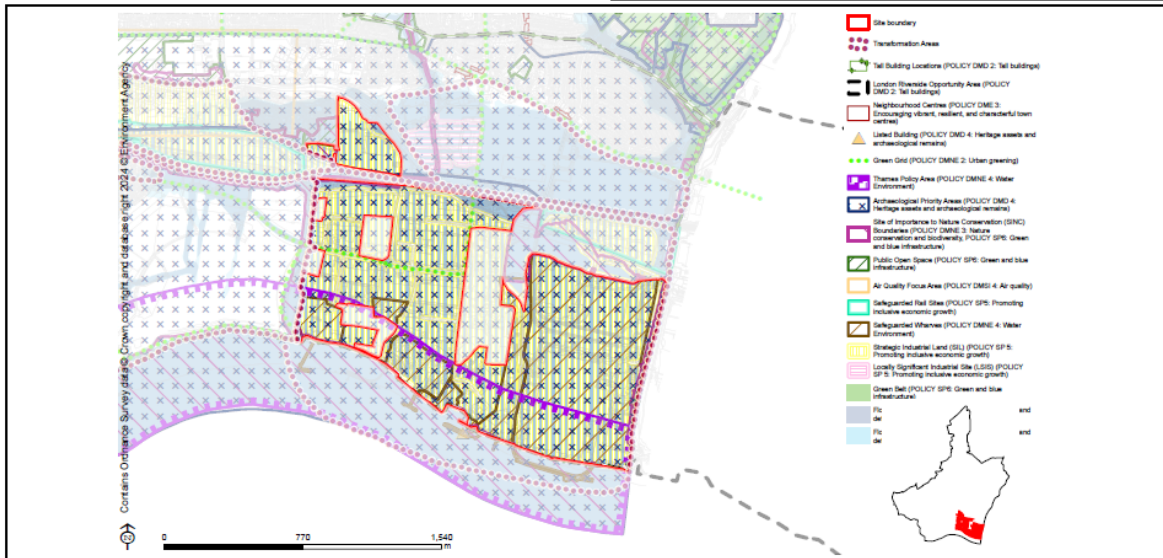 Contains Ordnance Survey data © Crown copyright and database right 2024 © Environment Agency
N
0
770
1,540
m
Site boundary
Transformation Areas
Tall Building Locations (POLICY DMD 2: Tall buildings)
London Riverside Opportunity Area (POLICY
DMD 2: Tall buildings)
Neighbourhood Centres (POLICY DME 3:
Encouraging vibrant, resilient, and characterful town
centres)
Listed Building (POLICY DMD 4: Heritage assets and
archaeological remains)
Green Grid (POLICY DMNE 2: Urban greening)
Thames Policy Area (POLICY DMNE 4: Water
Environment)
Archaeological Priority Areas (POLICY DMD 4:
Heritage assets and archaeological remains)
Site of Importance to Nature Conservation (SINC)
Boundaries (POLICY DMNE 3: Nature
conservation and biodiversity, POLICY SP6: Green
and blue infrastructure)
Public Open Space (POLICY SP6: Green and blue
infrastructure)
Air Quality Focus Area (POLICY DMSI 4: Air quality)
Safeguarded Rail Sites (POLICY SP5: Promoting
inclusive economic growth)
Safeguarded Wharves (POLICY DMNE 4: Water
Environment)
Strategic Industrial Land (SIL) (POLICY SP 5:
Promoting inclusive economic growth)
Locally Significant Industrial Site (LSIS) (POLICY
SP 5: Promoting inclusive economic growth)
Green Belt (POLICY SP6: Green and blue
infrastructure)
and
and